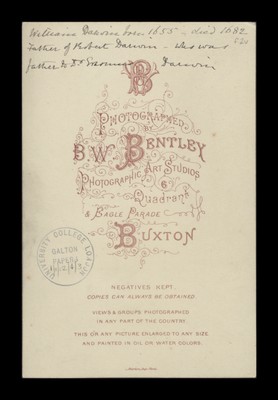 William Darwin born 1655 - died 1682
Father of Robert Darwin - who was
father to Dr Erasmus Darwin
B
PHOTOGRAPHED
BY
B. W. BENTLEY
PHOTOGRAPHIC ART STUDIOS
6
Quadrant
& EAGLE PARADE
BUXTON
UNIVERSITY COLLEGE LONDON
GALTON
PAPERS
NEGATIVES KEPT.
COPIES CAN ALWAYS BE OBTAINED.
VIEWS & GROUPS PHOTOGRAPHED
IN ANY PART OF THE COUNTRY.
THIS OR ANY PICTURE ENLARGED TO ANY SIZE
AND PAINTED IN OIL OR WATER COLORS.